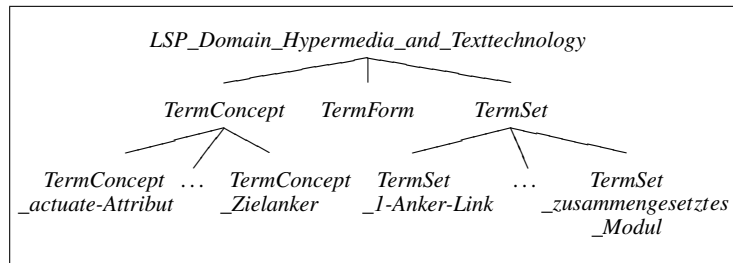 LSP_Domain_Hypermedia_and_Texttechnology
TermConcept TermForm TermSet
TermConcept ... TermConcept TermSet ... TermSet
_actuate-Attribut _Zielanker _1-Anker-Link _zusammengesetztes
_Modul